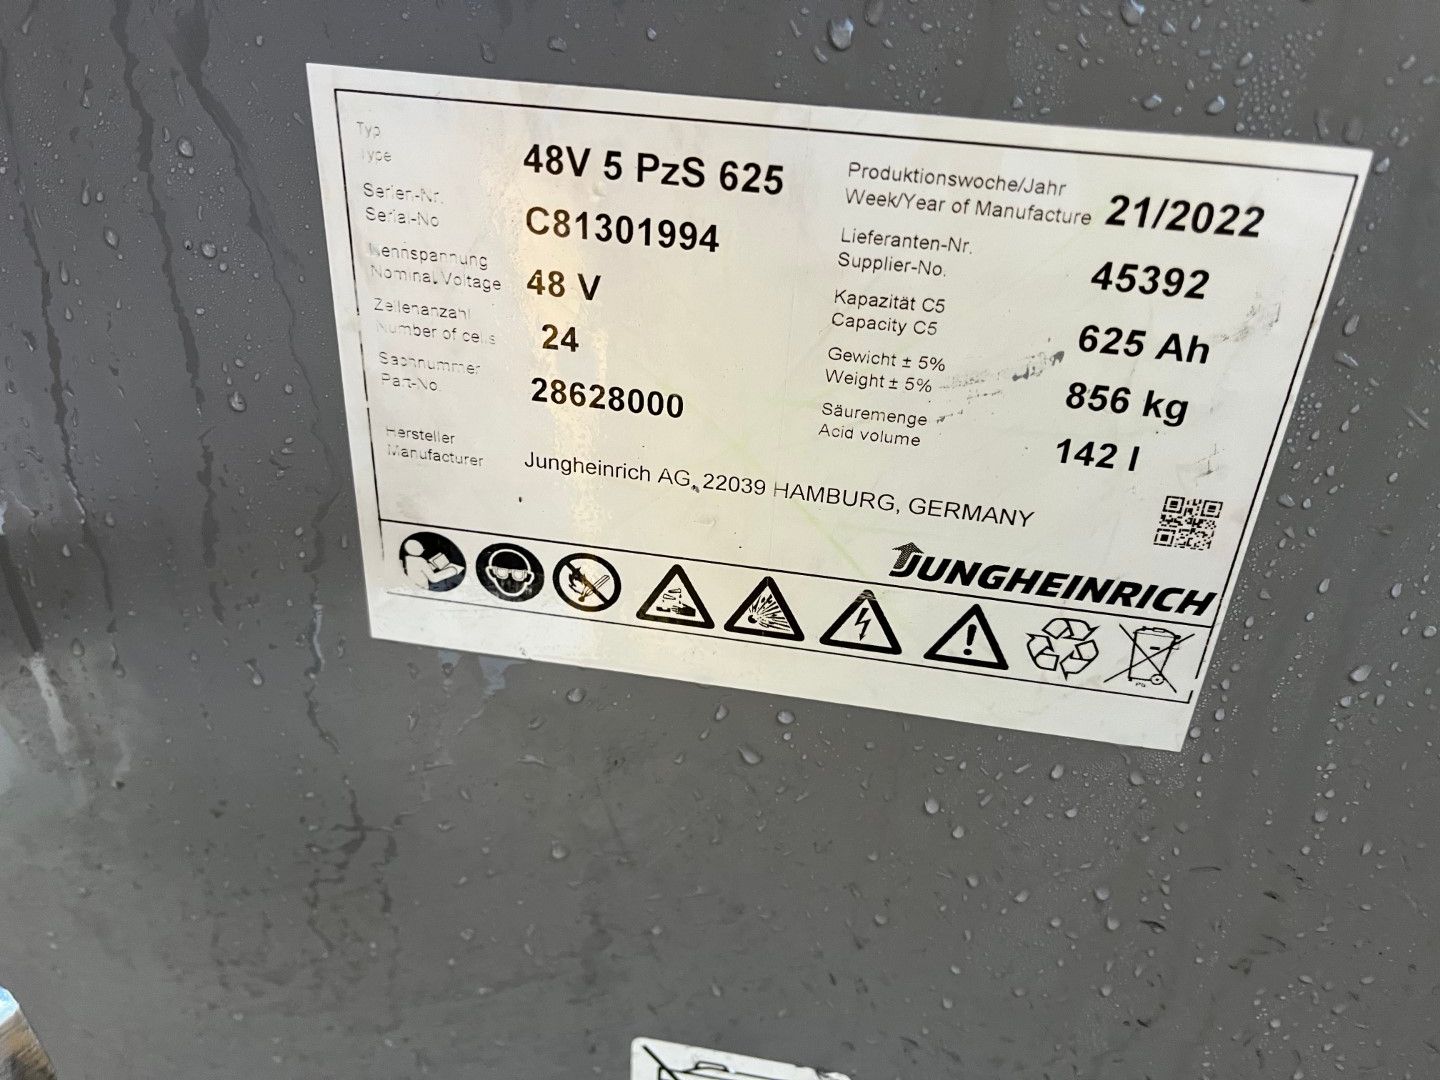 Typ
Type
48V 5 PzS 625
Serien-Nr.
Serial-No
C81301994
Nennspannung
Nominal Voltage
48 V
Zellenanzahl
Number of cells
24
Sachnummer
Part-No.
28628000
Hersteller
Manufacturer
Jungheinrich AG, 22039 HAMBURG, GERMANY
Produktionswoche/Jahr
Week/Year of Manufacture
21/2022
Lieferanten-Nr.
Supplier-No.
45392
Kapazität C5
Capacity C5
625 Ah
Gewicht ± 5%
Weight ± 5%
856 kg
Säuremenge
Acid volume
142 l
JUNGHEINRICH